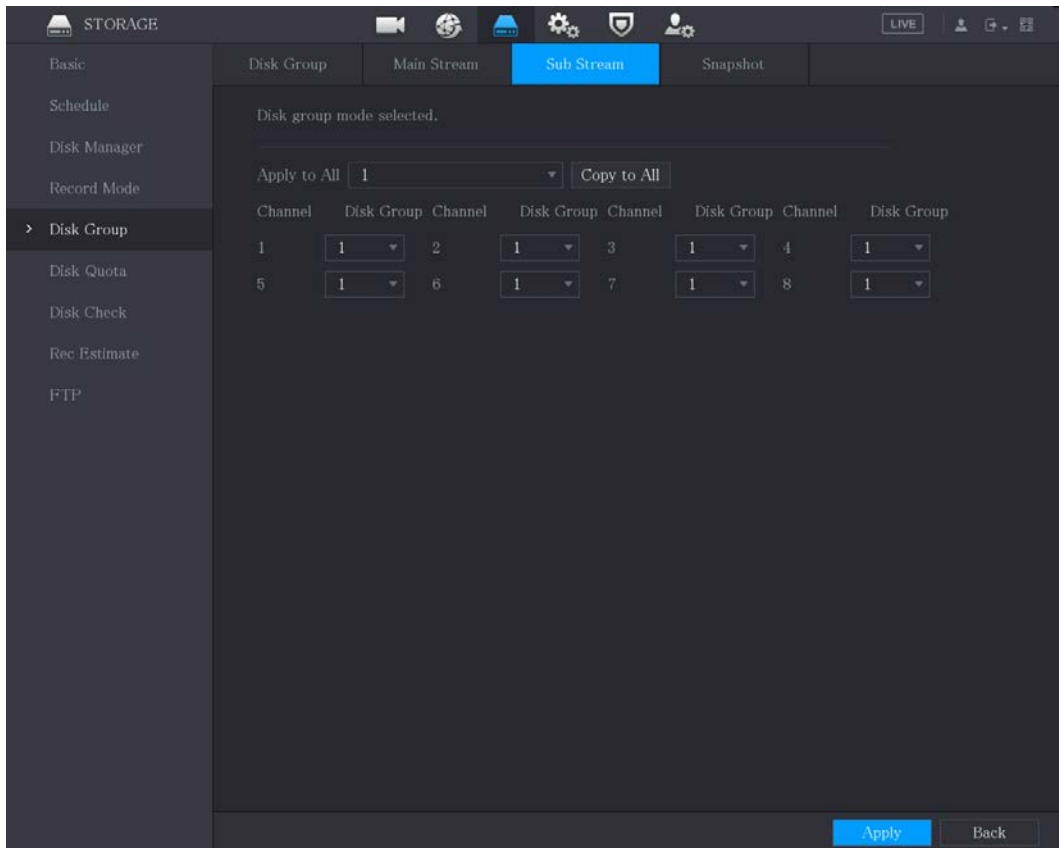 STORAGE LIVE
Basic
Schedule
Disk Manager
Record Mode
> Disk Group
Disk Quota
Disk Check
Rec Estimate
FTP
Disk Group Main Stream Sub Stream Snapshot
Disk group mode selected.
Apply to All 1 Copy to All
Channel Disk Group Channel Disk Group Channel Disk Group Channel Disk Group
1 1 2 1 3 1 4 1
5 1 6 1 7 1 8 1
Apply Back